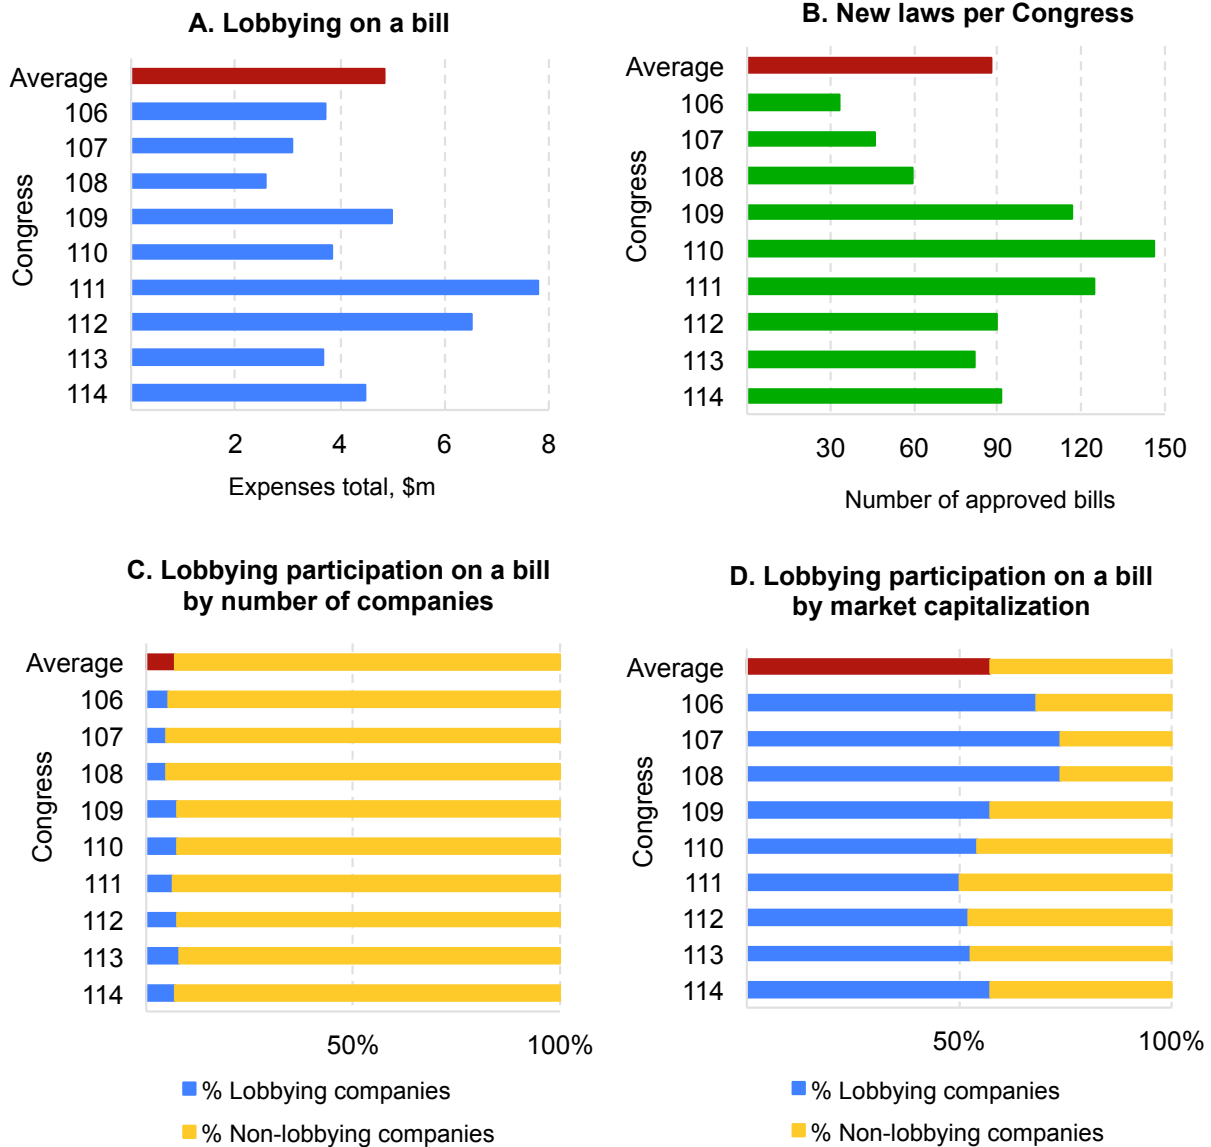 A. Lobbying on a bill
Average
106
107
108
109
110
111
112
113
114
Congress
2 4 6 8
Expenses total, $m
B. New laws per Congress
Average
106
107
108
109
110
111
112
113
114
Congress
30 60 90 120 150
Number of approved bills
C. Lobbying participation on a bill
by number of companies
Average
106
107
108
109
110
111
112
113
114
Congress
50% 100%
% Lobbying companies
% Non-lobbying companies
D. Lobbying participation on a bill
by market capitalization
Average
106
107
108
109
110
111
112
113
114
Congress
50% 100%
% Lobbying companies
% Non-lobbying companies